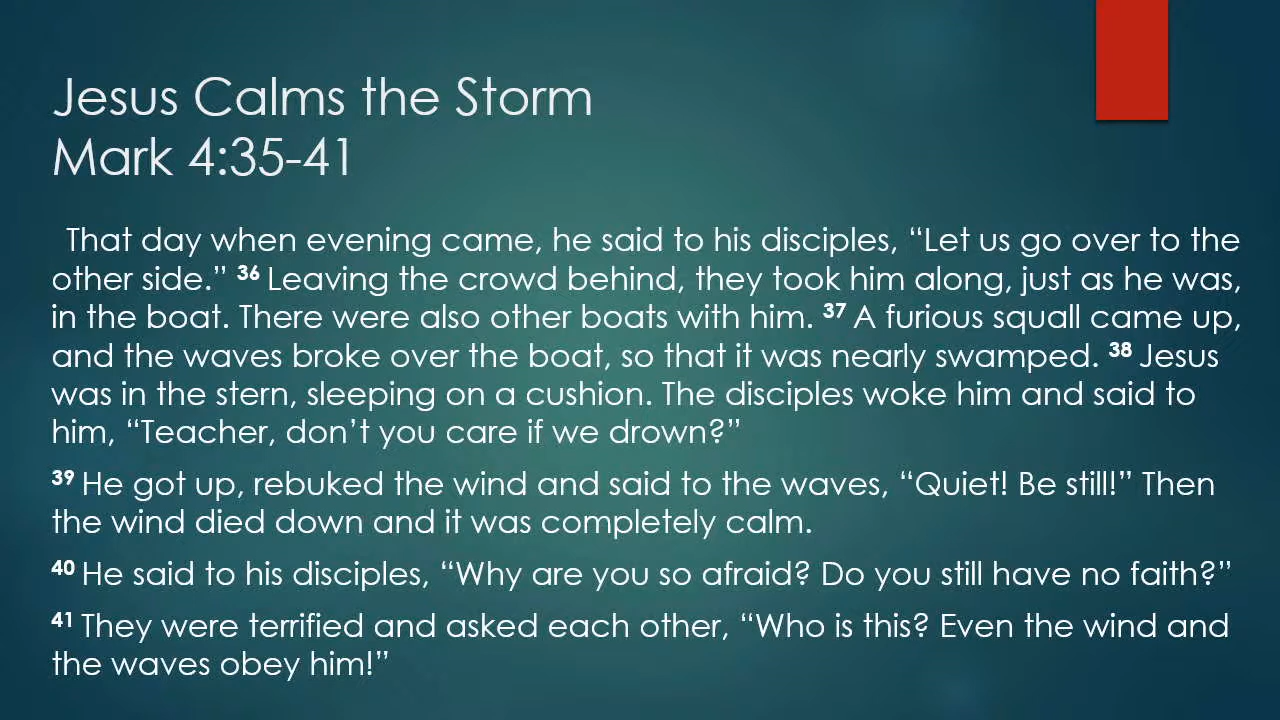 Jesus Calms the Storm
Mark 4:35-41
That day when evening came, he said to his disciples, “Let us go over to the
other side.” 36 Leaving the crowd behind, they took him along, just as he was,
in the boat. There were also other boats with him. 37 A furious squall came up,
and the waves broke over the boat, so that it was nearly swamped. 38 Jesus
was in the stern, sleeping on a cushion. The disciples woke him and said to
him, “Teacher, don’t you care if we drown?”
39 He got up, rebuked the wind and said to the waves, “Quiet! Be still!” Then
the wind died down and it was completely calm.
40 He said to his disciples, “Why are you so afraid? Do you still have no faith?”
41 They were terrified and asked each other, “Who is this? Even the wind and
the waves obey him!”